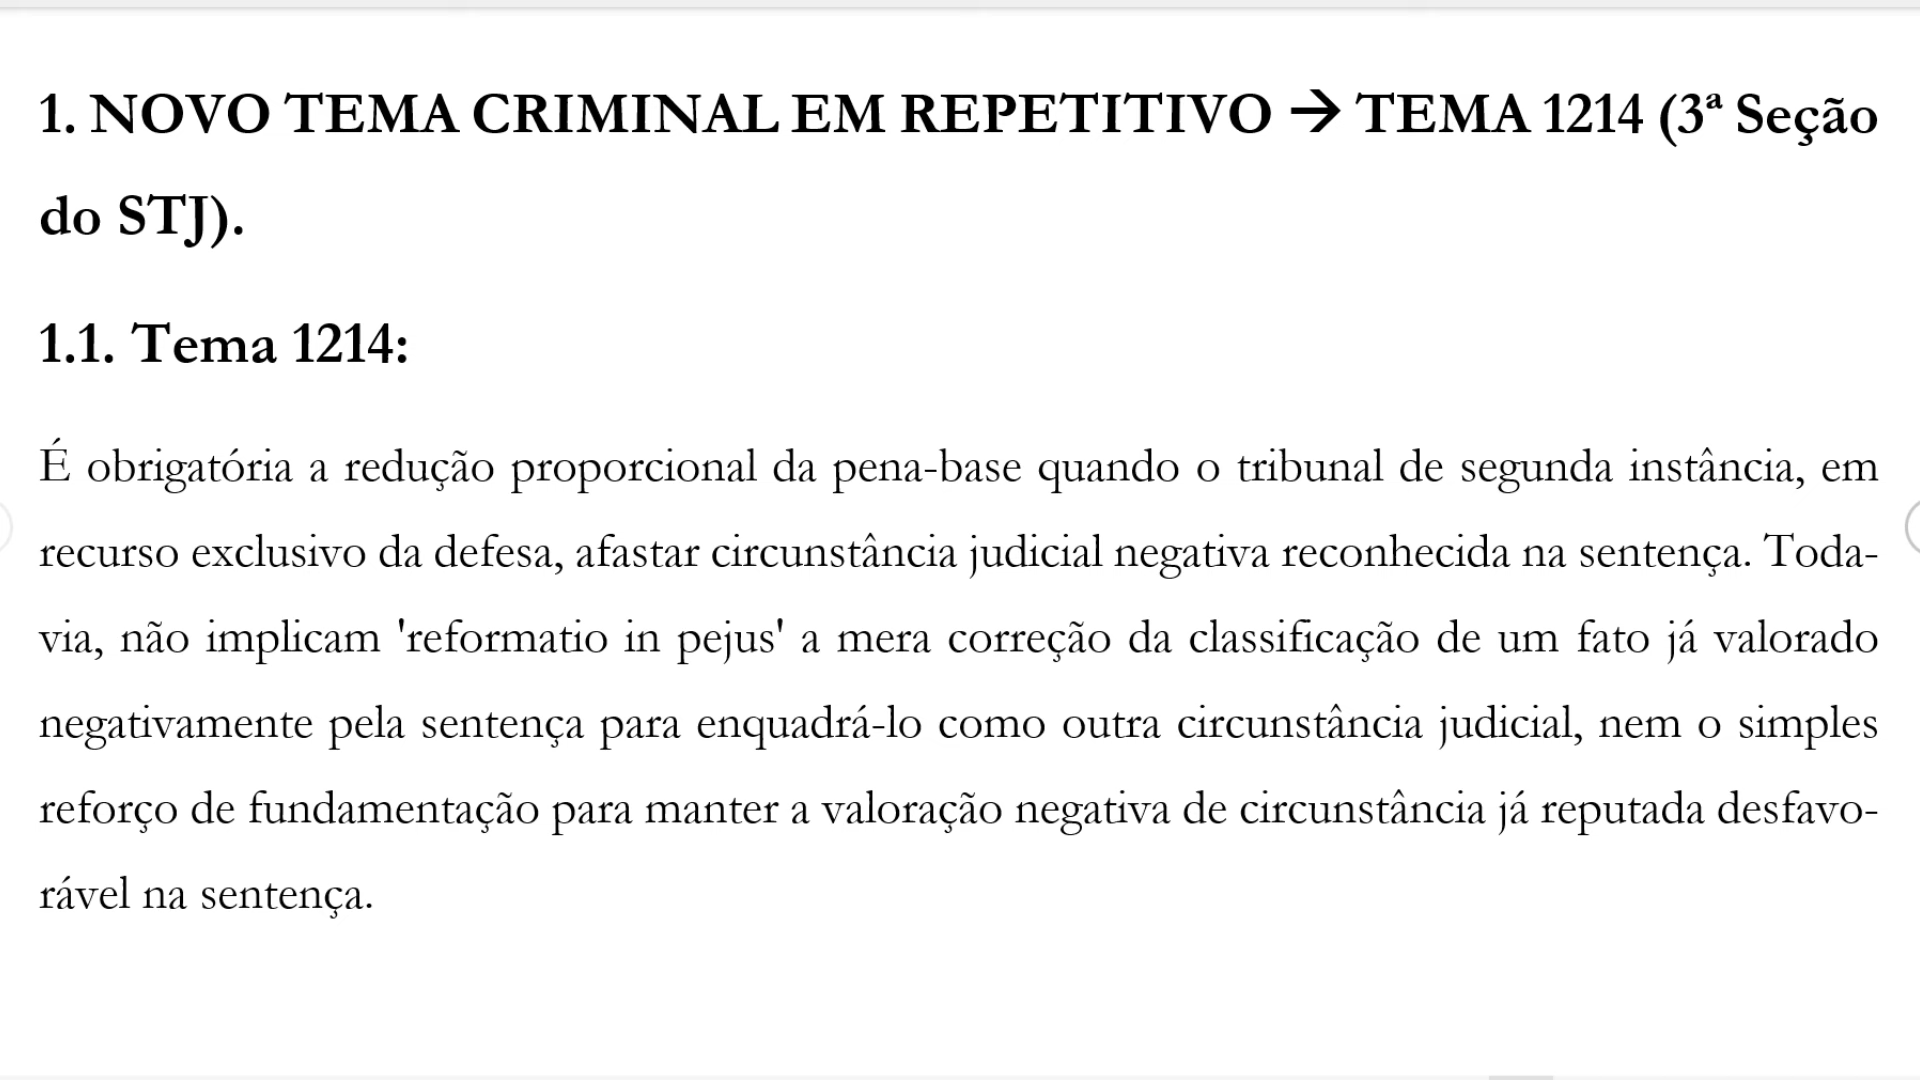 1. NOVO TEMA CRIMINAL EM REPETITIVO → TEMA 1214 (3ª Seção
do STJ).
1.1. Tema 1214:
É obrigatória a redução proporcional da pena-base quando o tribunal de segunda instância, em
recurso exclusivo da defesa, afastar circunstância judicial negativa reconhecida na sentença. Toda-
via, não implicam 'reformatio in pejus' a mera correção da classificação de um fato já valorado
negativamente pela sentença para enquadrá-lo como outra circunstância judicial, nem o simples
reforço de fundamentação para manter a valoração negativa de circunstância já reputada desfavo-
rável na sentença.